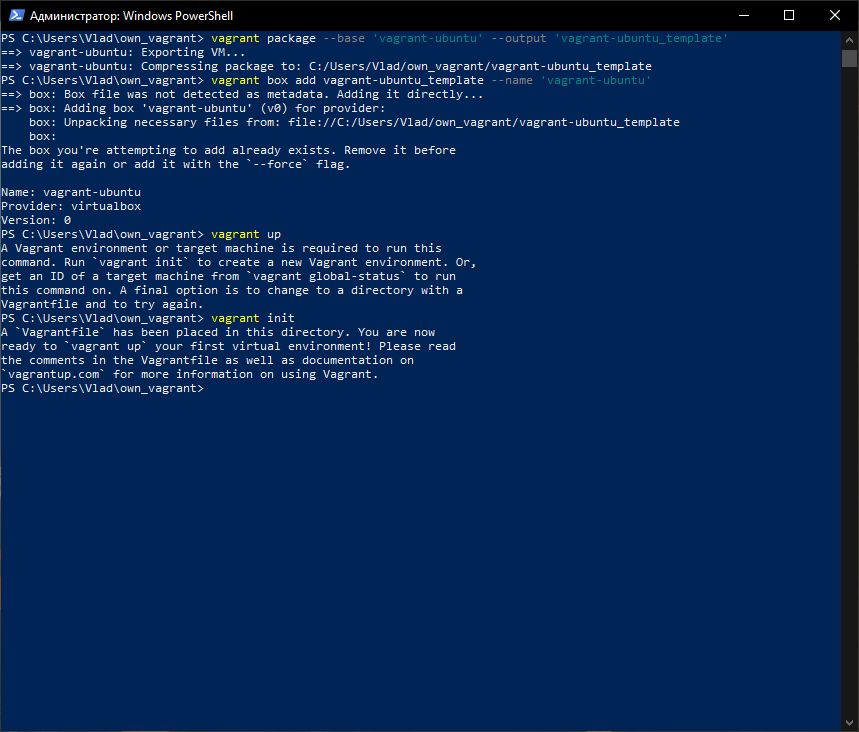 Администратор: Windows PowerShell
PS C:\Users\Vlad\own_vagrant> vagrant package --base 'vagrant-ubuntu' --output 'vagrant-ubuntu_template'
==> vagrant-ubuntu: Exporting VM...
==> vagrant-ubuntu: Compressing package to: C:/Users/Vlad/own_vagrant/vagrant-ubuntu_template
PS C:\Users\Vlad\own_vagrant> vagrant box add vagrant-ubuntu_template --name 'vagrant-ubuntu'
==> box: Box file was not detected as metadata. Adding it directly...
==> box: Adding box 'vagrant-ubuntu' (v0) for provider:
    box: Unpacking necessary files from: file://C:/Users/Vlad/own_vagrant/vagrant-ubuntu_template
    box:
The box you're attempting to add already exists. Remove it before
adding it again or add it with the `--force` flag.

Name: vagrant-ubuntu
Provider: virtualbox
Version: 0
PS C:\Users\Vlad\own_vagrant> vagrant up
A Vagrant environment or target machine is required to run this
command. Run `vagrant init` to create a new Vagrant environment. Or,
get an ID of a target machine from `vagrant global-status` to run
this command on. A final option is to change to a directory with a
Vagrantfile and to try again.
PS C:\Users\Vlad\own_vagrant> vagrant init
A `Vagrantfile` has been placed in this directory. You are now
ready to `vagrant up` your first virtual environment! Please read
the comments in the Vagrantfile as well as documentation on
`vagrantup.com` for more information on using Vagrant.
PS C:\Users\Vlad\own_vagrant>